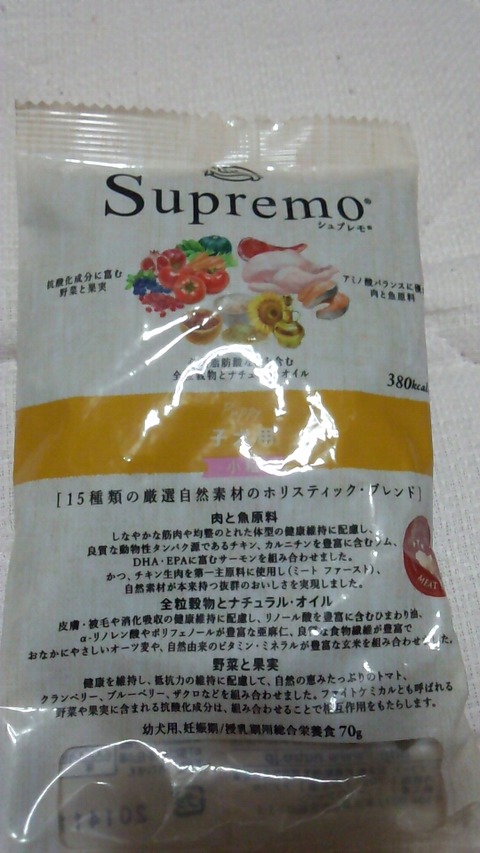 Supremo®
シュプレモ®
抗酸化成分に富む
野菜と果実
アミノ酸バランスに優
肉と魚原料
脂肪酸 含む
全粒穀物とナチュラルオイル
380kcal
Puppy
子犬用
小
[15種類の厳選自然素材のホリスティック・ブレンド]
肉と魚原料
しなやかな筋肉や均整のとれた体型の健康維持に配慮し、
良質な動物性タンパク源であるチキン、カルニチンを豊富に含むラム、
DHA・EPAに富むサーモンを組み合わせました。
かつ、チキン生肉を第一主原料に使用し(ミート ファースト)、
自然素材が本来持つ抜群のおいしさを実現しました。
MEAT
全粒穀物とナチュラル・オイル
皮膚・被毛や消化吸収の健康維持に配慮し、リノール酸を豊富に含むひまわり油、
α-リノレン酸やポリフェノールが豊富な亜麻仁、良質な食物繊維が豊富で
おなかにやさしいオーツ麦や、自然由来のビタミン・ミネラルが豊富な玄米を組み合わせました。
野菜と果実
健康を維持し、抵抗力の維持に配慮して、自然の恵みたっぷりのトマト、
クランベリー、ブルーベリー、ザクロなどを組み合わせました。ファイトケミカルとも呼ばれる
野菜や果実に含まれる抗酸化成分は、組み合わせることで相互作用をもたらします。
幼犬用、妊娠期/授乳期用総合栄養食 70g